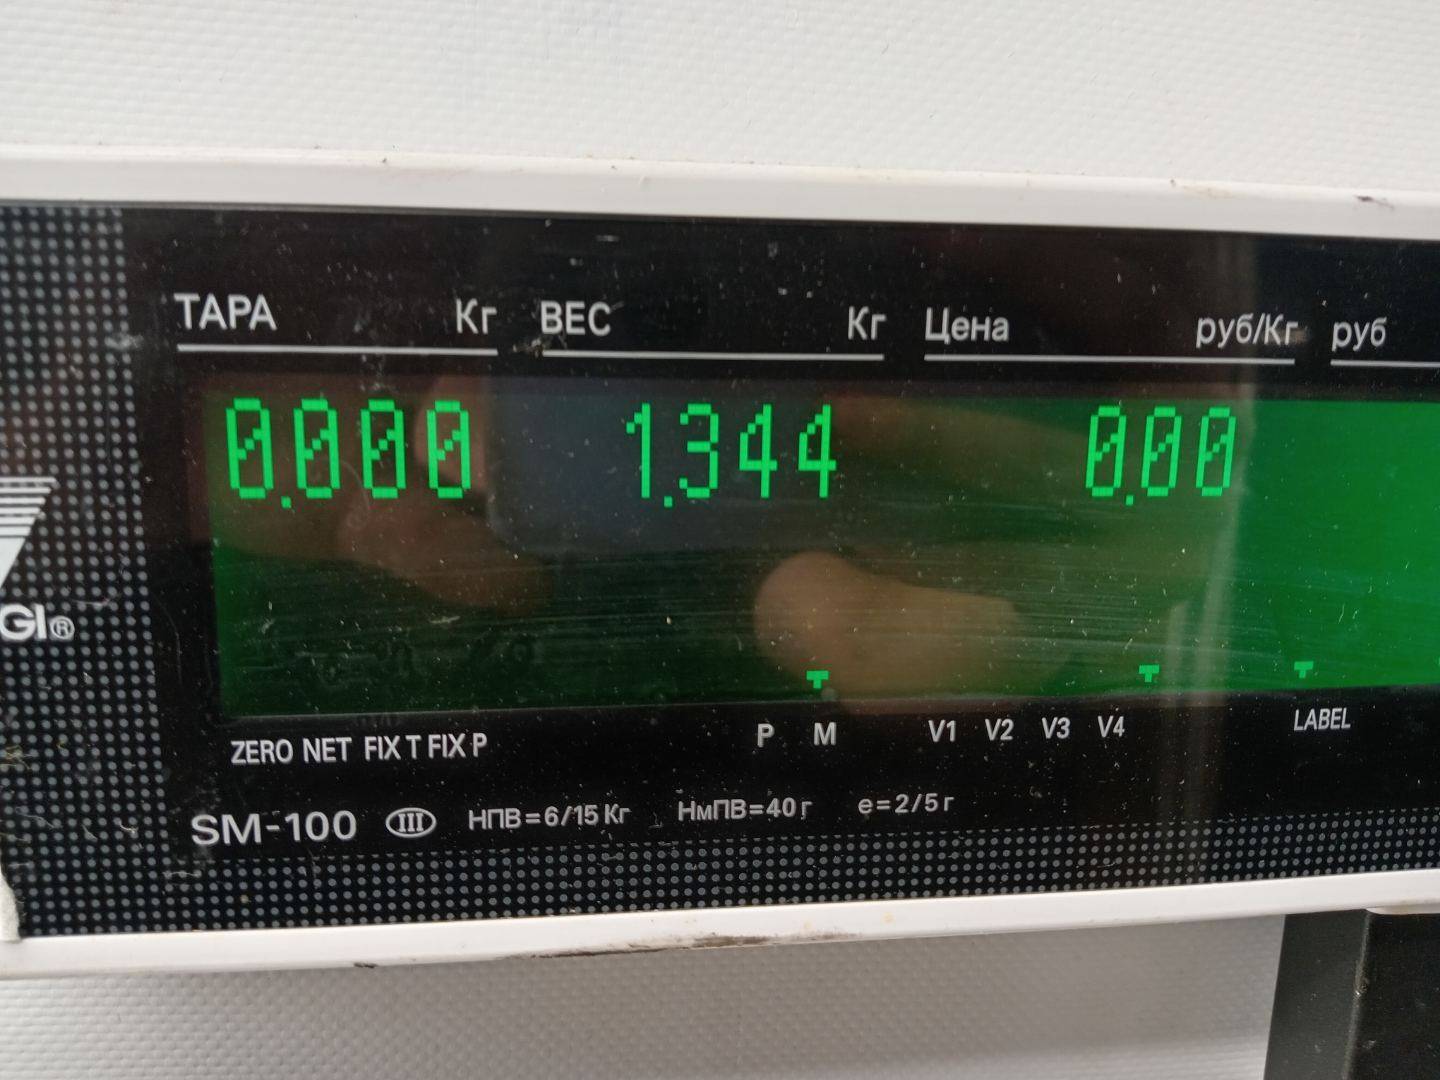 ТАРА Кг ВЕС Кг Цена руб/Кг руб
0.000 1.344 0.00
GI®
ZERO NET FIX T FIX P P M V1 V2 V3 V4 LABEL
SM-100 III НПВ=6/15 Кг НмПВ=40 г e=2/5 г